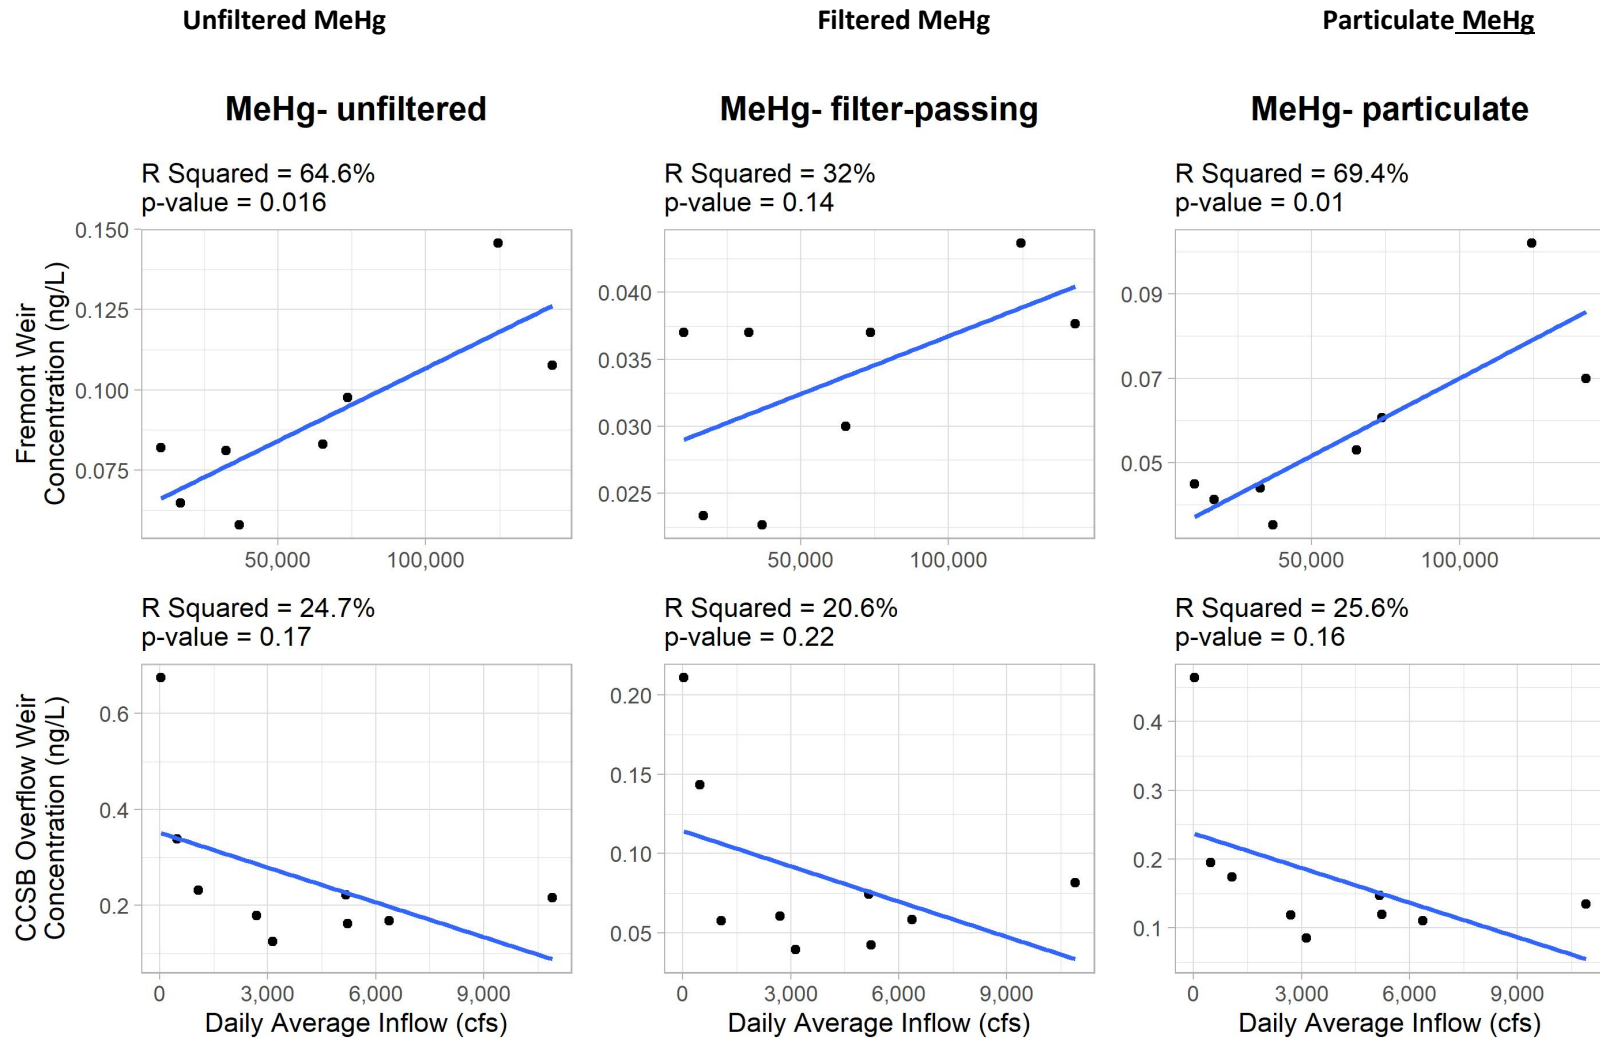 Unfiltered MeHg
Filtered MeHg
Particulate MeHg
MeHg- unfiltered
MeHg- filter-passing
MeHg- particulate
R Squared = 64.6%
p-value = 0.016
R Squared = 32%
p-value = 0.14
R Squared = 69.4%
p-value = 0.01
Fremont Weir
Concentration (ng/L)
0.150
0.125
0.100
0.075
50,000
100,000
0.040
0.035
0.030
0.025
50,000
100,000
0.09
0.07
0.05
50,000
100,000
R Squared = 24.7%
p-value = 0.17
R Squared = 20.6%
p-value = 0.22
R Squared = 25.6%
p-value = 0.16
CCSB Overflow Weir
Concentration (ng/L)
0.6
0.4
0.2
0
3,000
6,000
9,000
Daily Average Inflow (cfs)
0.20
0.15
0.10
0.05
0
3,000
6,000
9,000
Daily Average Inflow (cfs)
0.4
0.3
0.2
0.1
0
3,000
6,000
9,000
Daily Average Inflow (cfs)